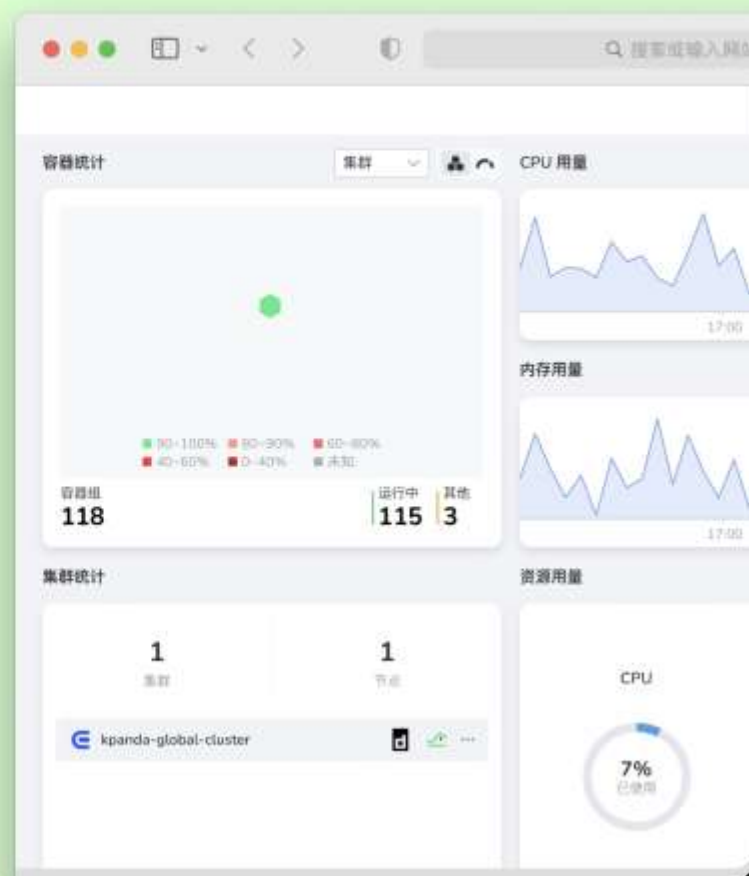 搜索或输入网站
容器统计
集群
CPU 用量
90-100%
80-90%
60-80%
40-60%
0-40%
未知
17:00
内存用量
容器组
118
运行中
115
其他
3
17:00
集群统计
资源用量
1
集群
1
节点
CPU
kpanda-global-cluster
7%
已使用